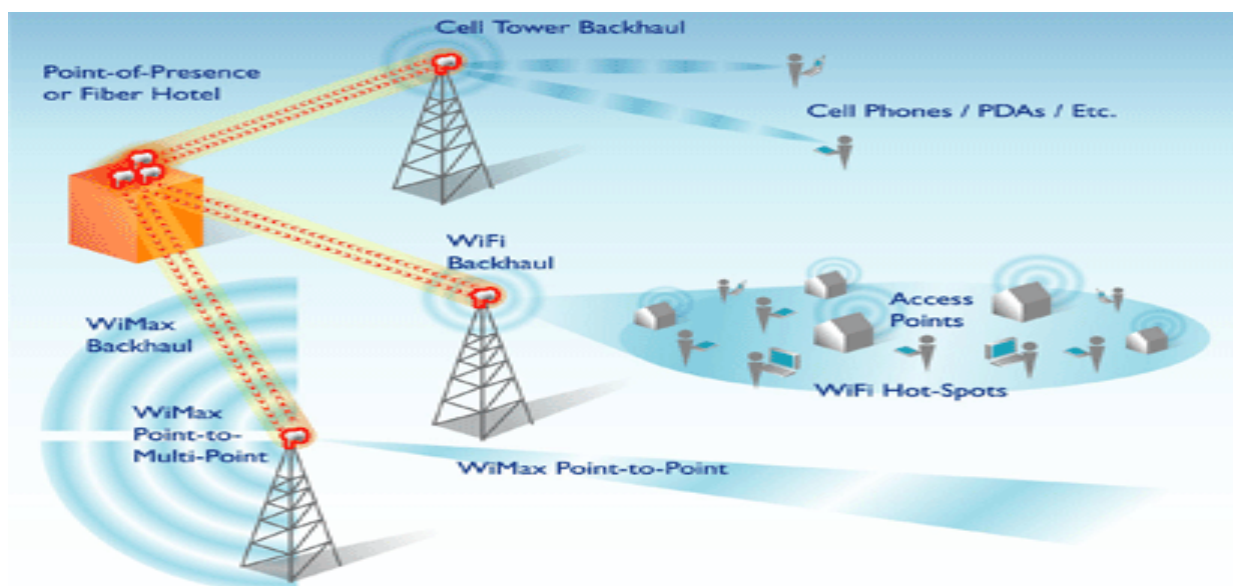 Cell Tower Backhaul
Point-of-Presence
or Fiber Hotel
Cell Phones / PDAs / Etc.
WiFi
Backhaul
Access
Points
WiMax
Backhaul
WiFi Hot-Spots
WiMax
Point-to-
Multi-Point
WiMax Point-to-Point